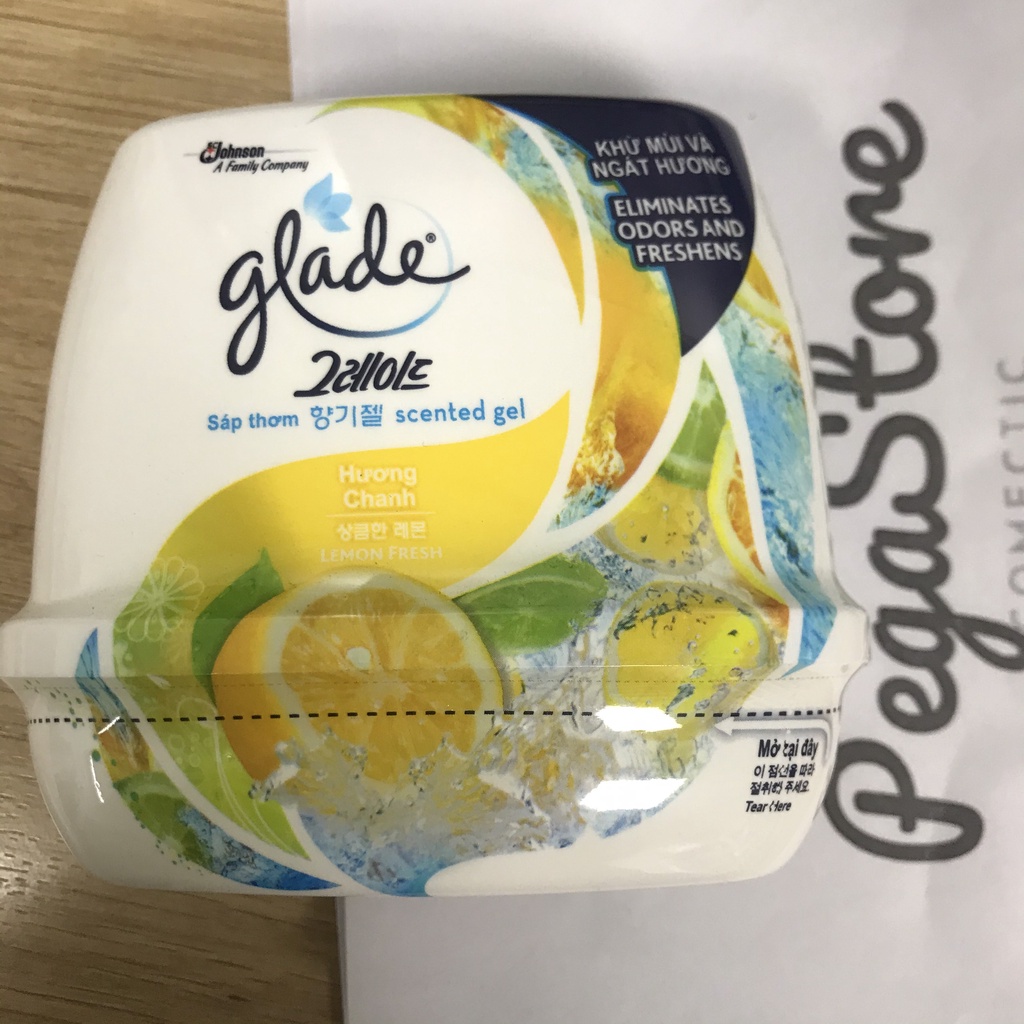 Johnson
A Family Company
glade®
그레이드
Sáp thơm 향기젤 scented gel
Hương
Chanh
상큼한 레몬
LEMON FRESH
KHỬ MÙI VÀ
NGÁT HƯƠNG
ELIMINATES
ODORS AND
FRESHENS
Mở tại đây
이 점선을 따라
절취해 주세요.
Tear Here
PegaStone